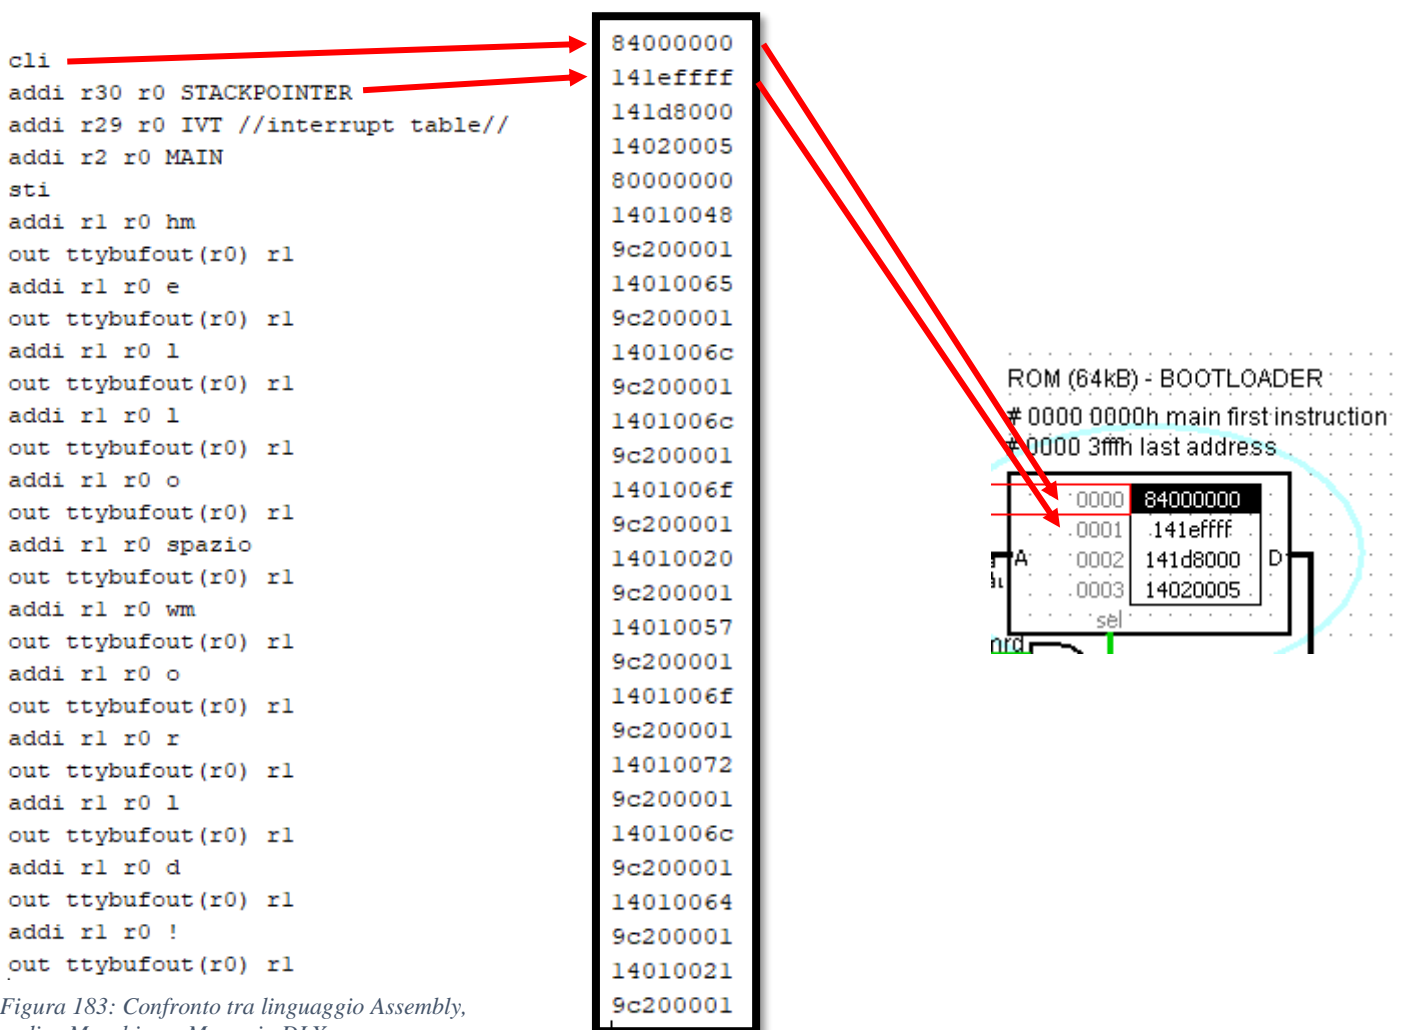 cli
addi r30 r0 STACKPOINTER
addi r29 r0 IVT //interrupt table//
addi r2 r0 MAIN
sti
addi r1 r0 hm
out ttybufout(r0) r1
addi r1 r0 e
out ttybufout(r0) r1
addi r1 r0 l
out ttybufout(r0) r1
addi r1 r0 l
out ttybufout(r0) r1
addi r1 r0 o
out ttybufout(r0) r1
addi r1 r0 spazio
out ttybufout(r0) r1
addi r1 r0 wm
out ttybufout(r0) r1
addi r1 r0 o
out ttybufout(r0) r1
addi r1 r0 r
out ttybufout(r0) r1
addi r1 r0 l
out ttybufout(r0) r1
addi r1 r0 d
out ttybufout(r0) r1
addi r1 r0 !
out ttybufout(r0) r1
Figura 183: Confronto tra linguaggio Assembly,
84000000
141effff
141d8000
14020005
80000000
14010048
9c200001
14010065
9c200001
1401006c
9c200001
1401006c
9c200001
1401006f
9c200001
14010020
9c200001
14010057
9c200001
1401006f
9c200001
14010072
9c200001
1401006c
9c200001
14010064
9c200001
14010021
9c200001
ROM (64kB) - BOOTLOADER
# 0000 0000h main first instruction
# 0000 3fffh last address
0000 84000000
0001 141effff
A 0002 141d8000 D
0003 14020005
sel